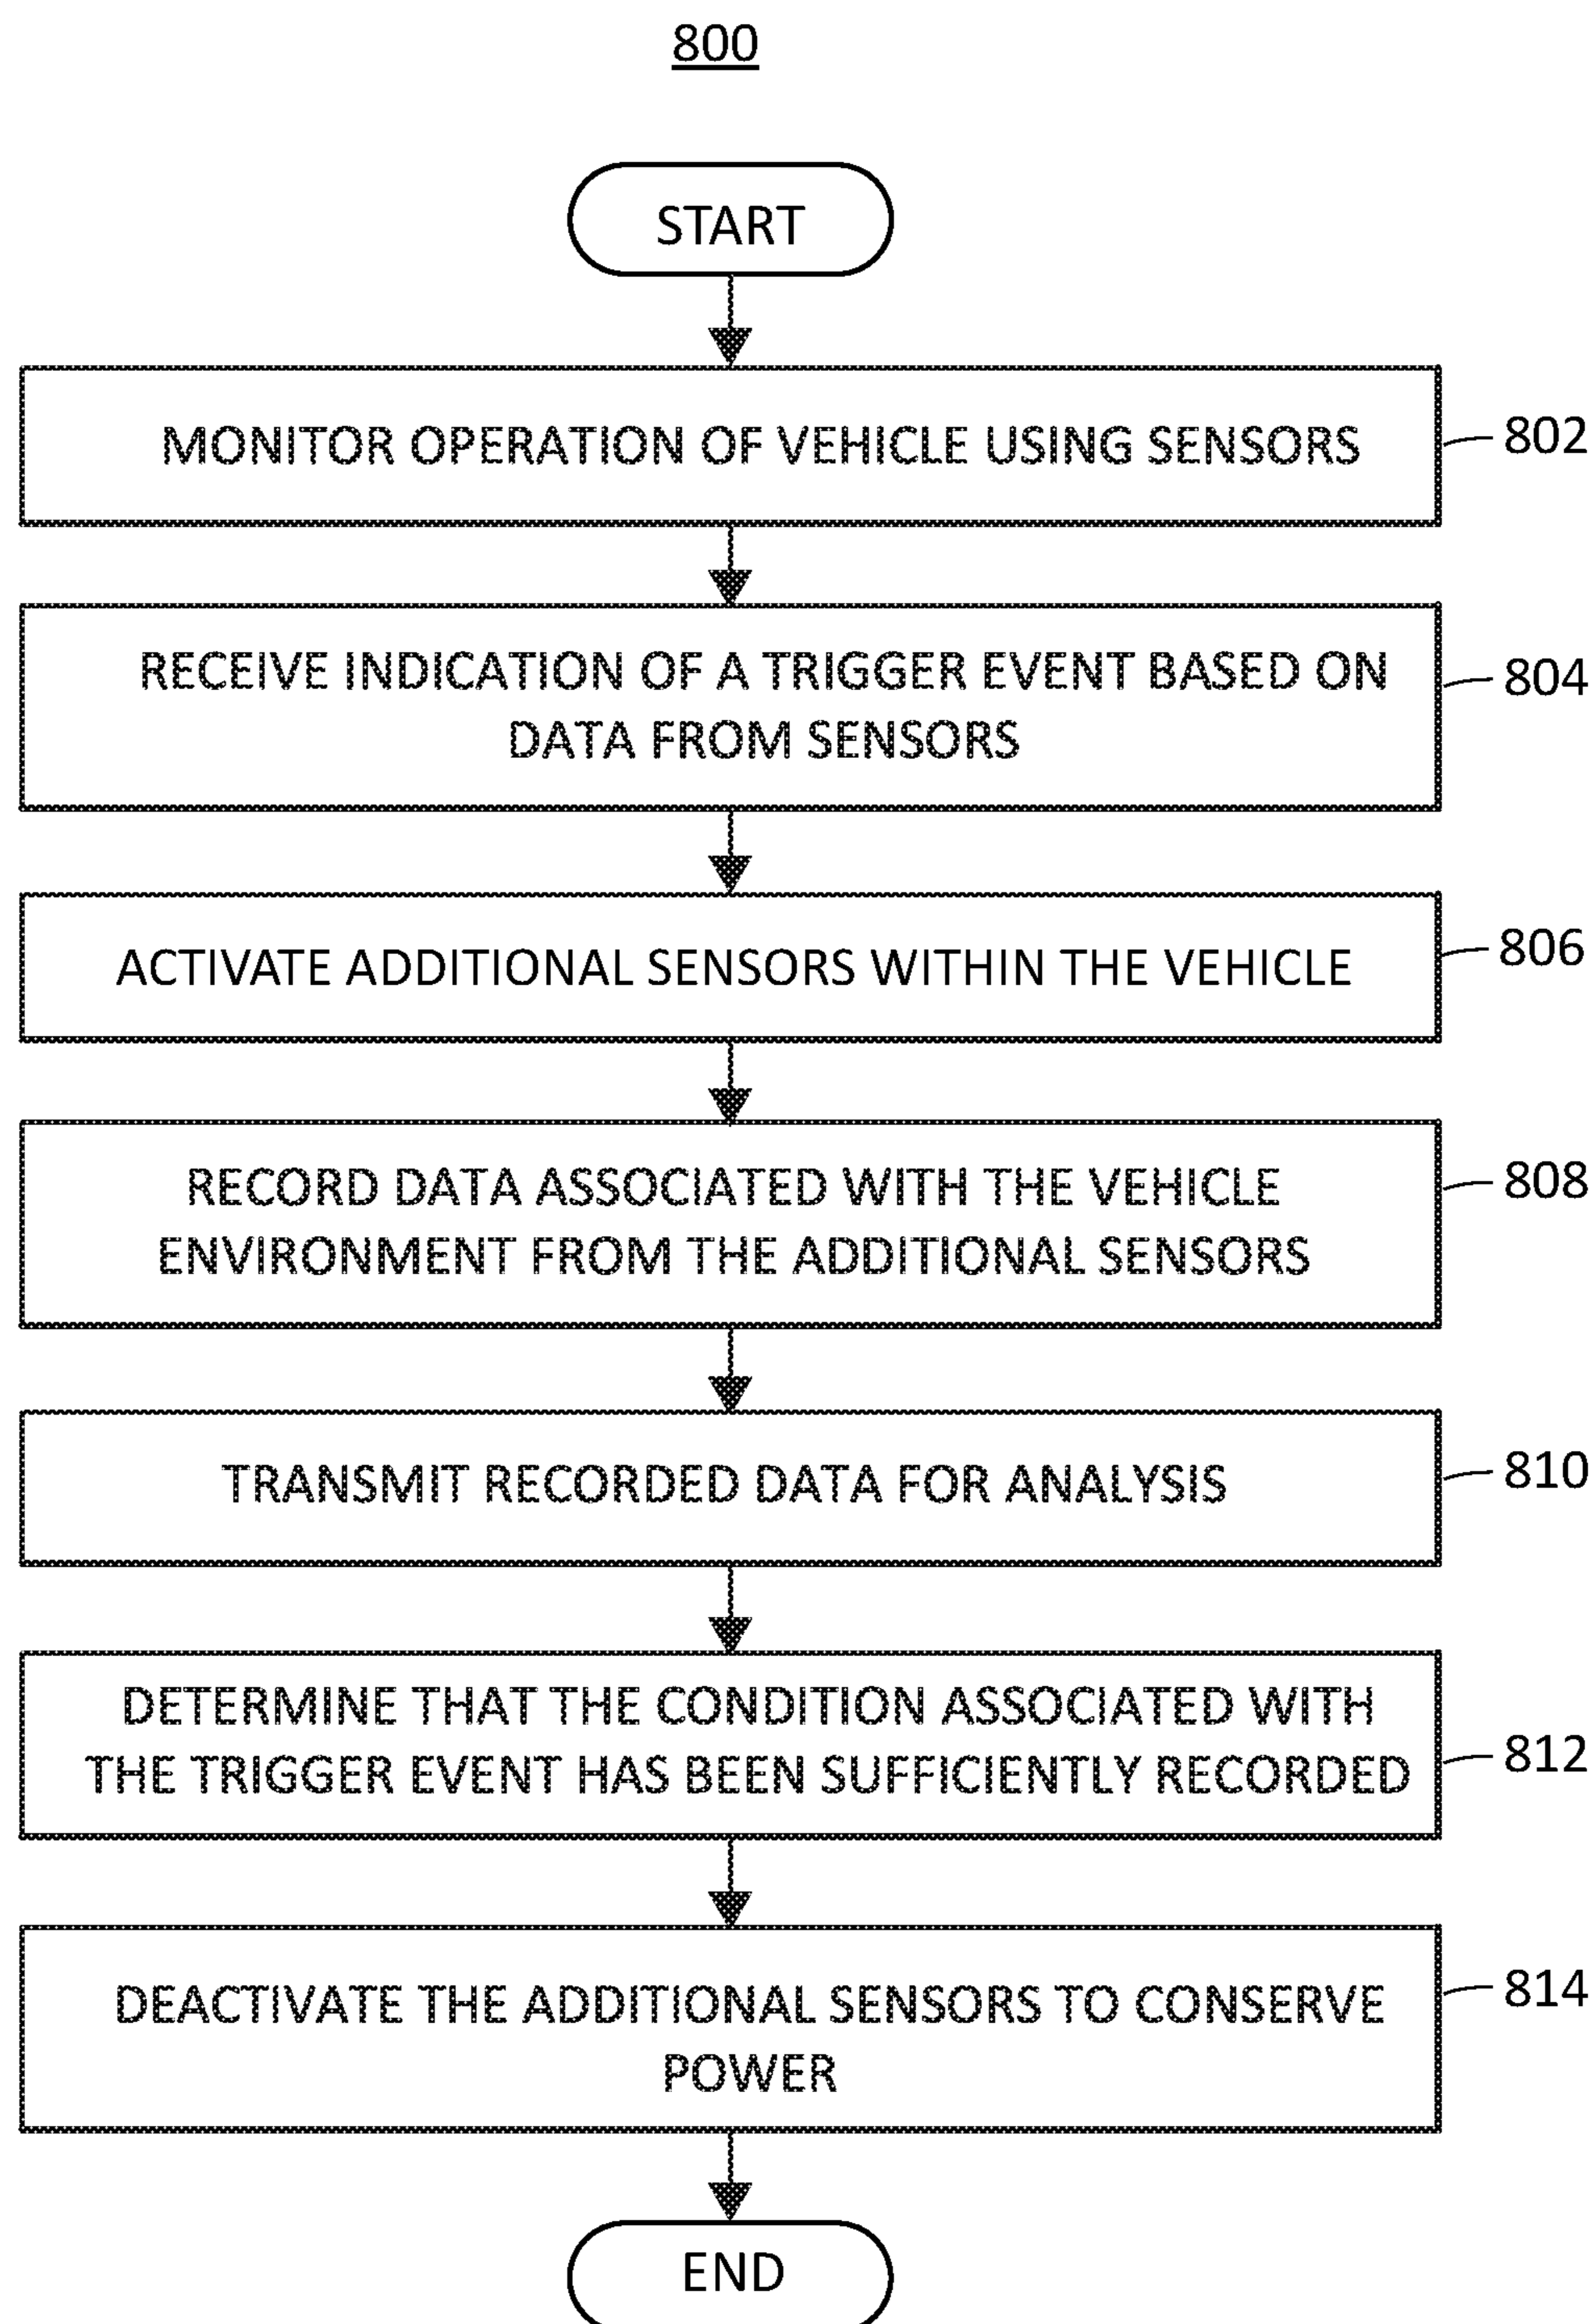 800
START
MONITOR OPERATION OF VEHICLE USING SENSORS
802
RECEIVE INDICATION OF A TRIGGER EVENT BASED ON
DATA FROM SENSORS
804
ACTIVATE ADDITIONAL SENSORS WITHIN THE VEHICLE
806
RECORD DATA ASSOCIATED WITH THE VEHICLE
ENVIRONMENT FROM THE ADDITIONAL SENSORS
808
TRANSMIT RECORDED DATA FOR ANALYSIS
810
DETERMINE THAT THE CONDITION ASSOCIATED WITH
THE TRIGGER EVENT HAS BEEN SUFFICIENTLY RECORDED
812
DEACTIVATE THE ADDITIONAL SENSORS TO CONSERVE
POWER
814
END